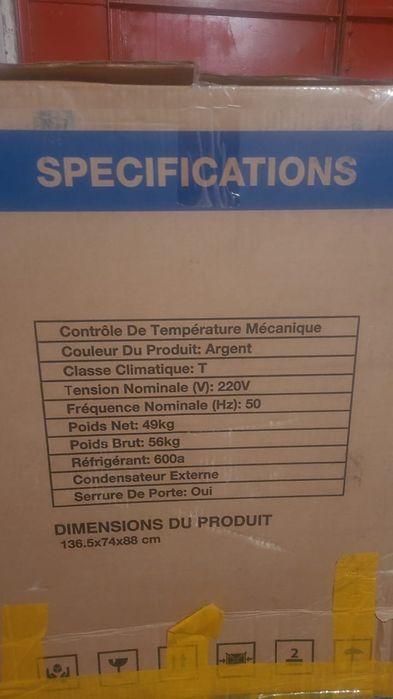 SPECIFICATIONS
Contrôle De Température Mécanique
Couleur Du Produit: Argent
Classe Climatique: T
Tension Nominale (V): 220V
Fréquence Nominale (Hz): 50
Poids Net: 49kg
Poids Brut: 56kg
Réfrigérant: 600a
Condensateur Externe
Serrure De Porte: Oui
DIMENSIONS DU PRODUIT
136.5x74x88 cm
2